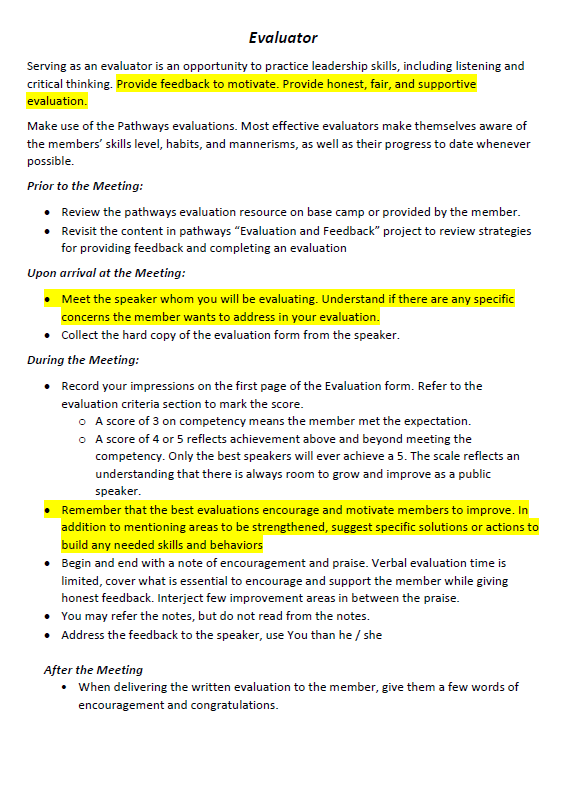 Evaluator
Serving as an evaluator is an opportunity to practice leadership skills, including listening and
critical thinking. Provide feedback to motivate. Provide honest, fair, and supportive
evaluation.
Make use of the Pathways evaluations. Most effective evaluators make themselves aware of
the members’ skills level, habits, and mannerisms, as well as their progress to date whenever
possible.
Prior to the Meeting:
• Review the pathways evaluation resource on base camp or provided by the member.
• Revisit the content in pathways “Evaluation and Feedback” project to review strategies
for providing feedback and completing an evaluation
Upon arrival at the Meeting:
• Meet the speaker whom you will be evaluating. Understand if there are any specific
concerns the member wants to address in your evaluation.
• Collect the hard copy of the evaluation form from the speaker.
During the Meeting:
• Record your impressions on the first page of the Evaluation form. Refer to the
evaluation criteria section to mark the score.
o A score of 3 on competency means the member met the expectation.
o A score of 4 or 5 reflects achievement above and beyond meeting the
competency. Only the best speakers will ever achieve a 5. The scale reflects an
understanding that there is always room to grow and improve as a public
speaker.
• Remember that the best evaluations encourage and motivate members to improve. In
addition to mentioning areas to be strengthened, suggest specific solutions or actions to
build any needed skills and behaviors
• Begin and end with a note of encouragement and praise. Verbal evaluation time is
limited, cover what is essential to encourage and support the member while giving
honest feedback. Interject few improvement areas in between the praise.
• You may refer the notes, but do not read from the notes.
• Address the feedback to the speaker, use You than he / she
After the Meeting
• When delivering the written evaluation to the member, give them a few words of
encouragement and congratulations.